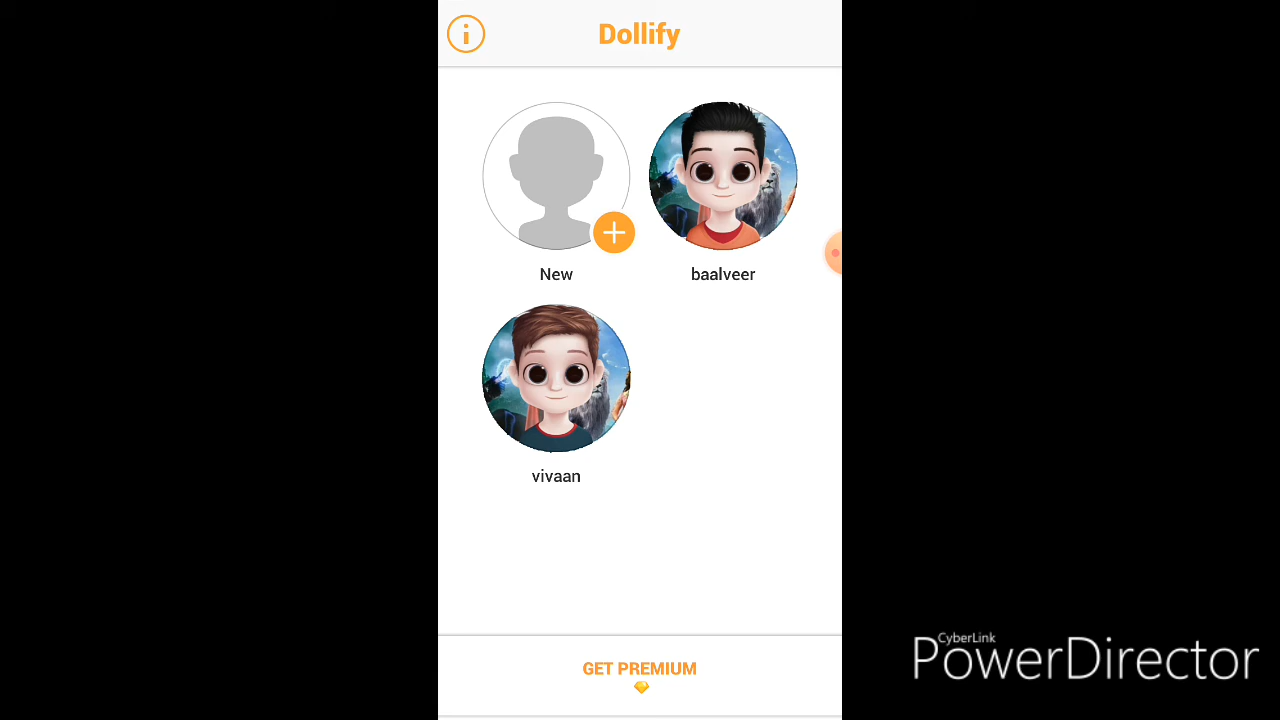 Dollify
New
baalveer
vivaan
GET PREMIUM
CyberLink
PowerDirector